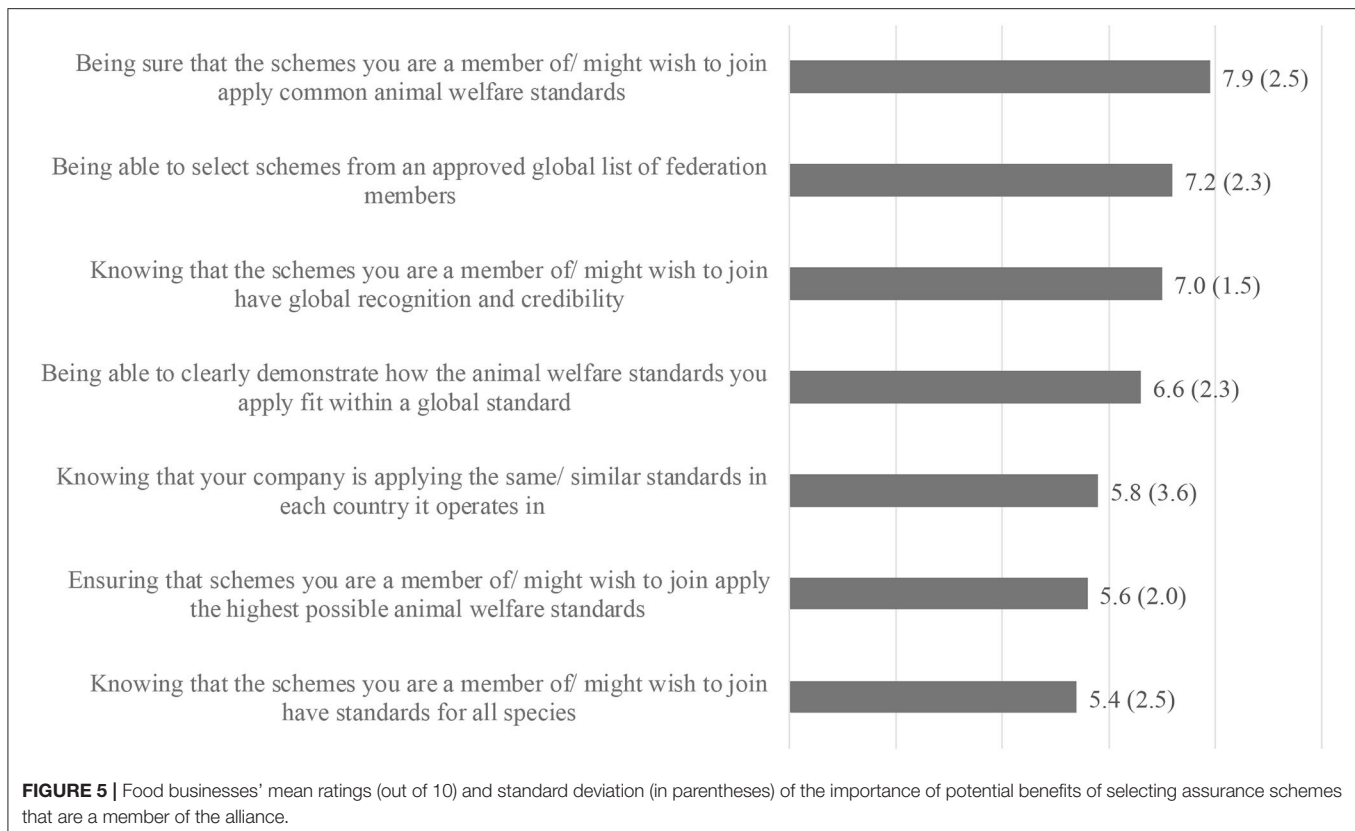 Being sure that the schemes you are a member of/ might wish to join
apply common animal welfare standards
7.9 (2.5)
Being able to select schemes from an approved global list of federation
members
7.2 (2.3)
Knowing that the schemes you are a member of/ might wish to join
have global recognition and credibility
7.0 (1.5)
Being able to clearly demonstrate how the animal welfare standards you
apply fit within a global standard
6.6 (2.3)
Knowing that your company is applying the same/ similar standards in
each country it operates in
5.8 (3.6)
Ensuring that schemes you are a member of/ might wish to join apply
the highest possible animal welfare standards
5.6 (2.0)
Knowing that the schemes you are a member of/ might wish to join
have standards for all species
5.4 (2.5)
FIGURE 5 | Food businesses’ mean ratings (out of 10) and standard deviation (in parentheses) of the importance of potential benefits of selecting assurance schemes
that are a member of the alliance.